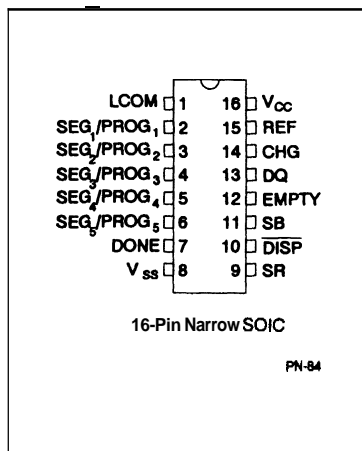 LCOM 1 16 VCC
SEG1/PROG1 2 15 REF
SEG2/PROG2 3 14 CHG
SEG3/PROG3 4 13 DQ
SEG4/PROG4 5 12 EMPTY
SEG5/PROG5 6 11 SB
DONE 7 10 DISP
VSS 8 9 SR
16-Pin Narrow SOIC
PN-84